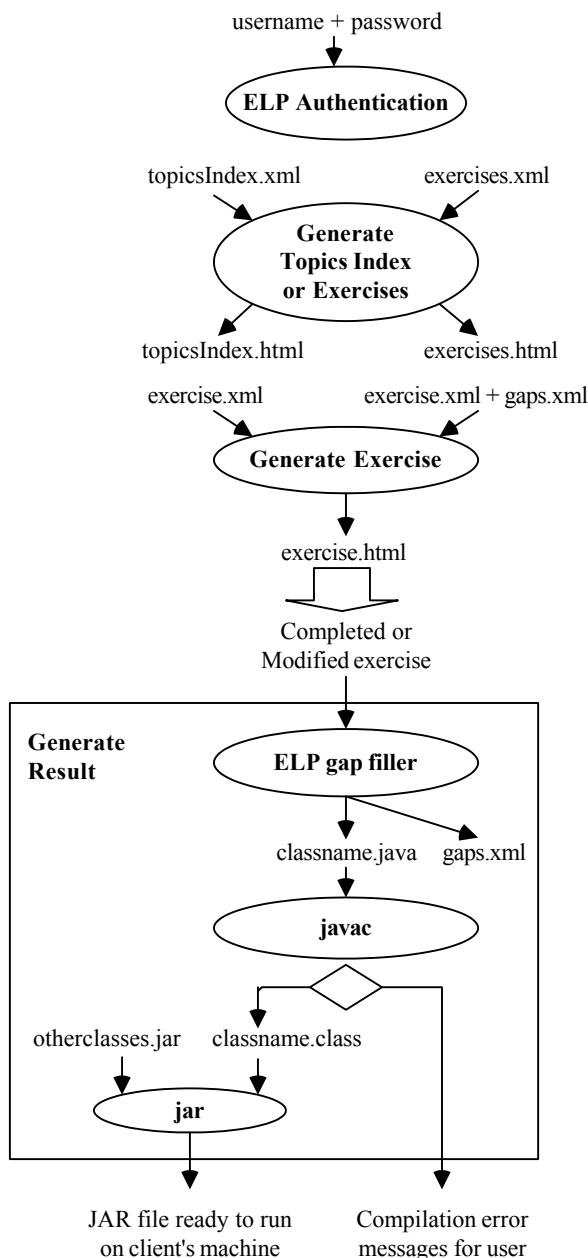 username + password
ELP Authentication
topicsIndex.xml
exercises.xml
Generate
Topics Index
or Exercises
topicsIndex.html
exercises.html
exercise.xml
exercise.xml + gaps.xml
Generate Exercise
exercise.html
Completed or
Modified exercise
Generate
Result
ELP gap filler
classname.java
gaps.xml
javac
otherclasses.jar
classname.class
jar
JAR file ready to run
on client's machine
Compilation error
messages for user